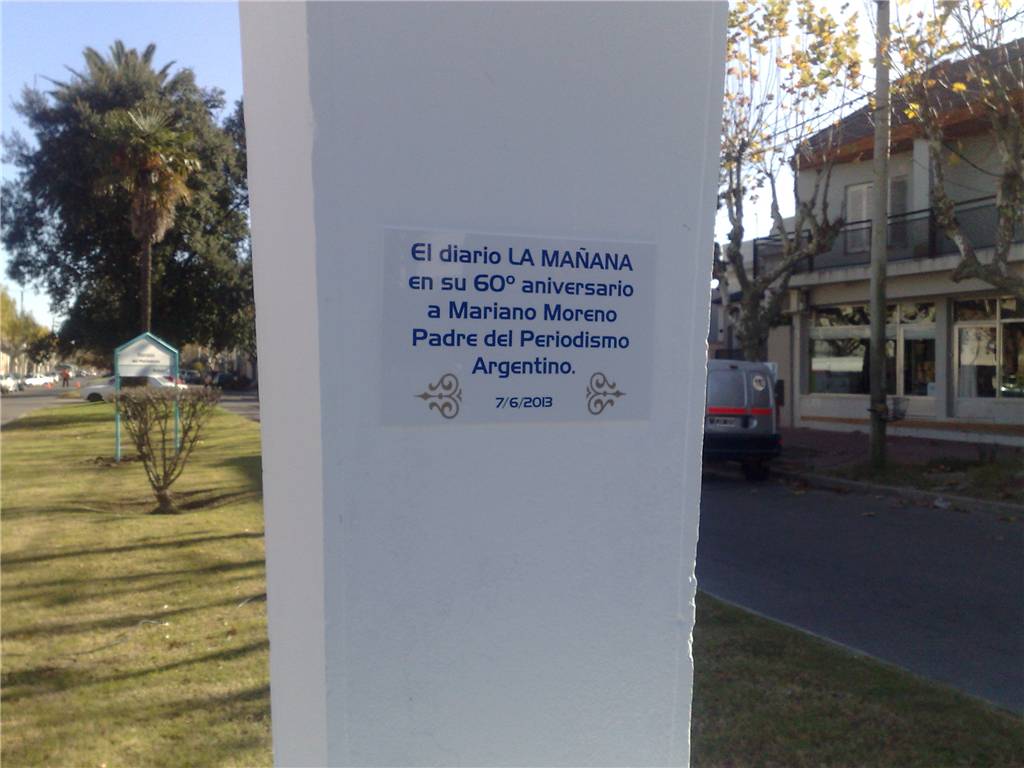 El diario LA MAÑANA
en su 60º aniversario
a Mariano Moreno
Padre del Periodismo
Argentino.
7/6/2013